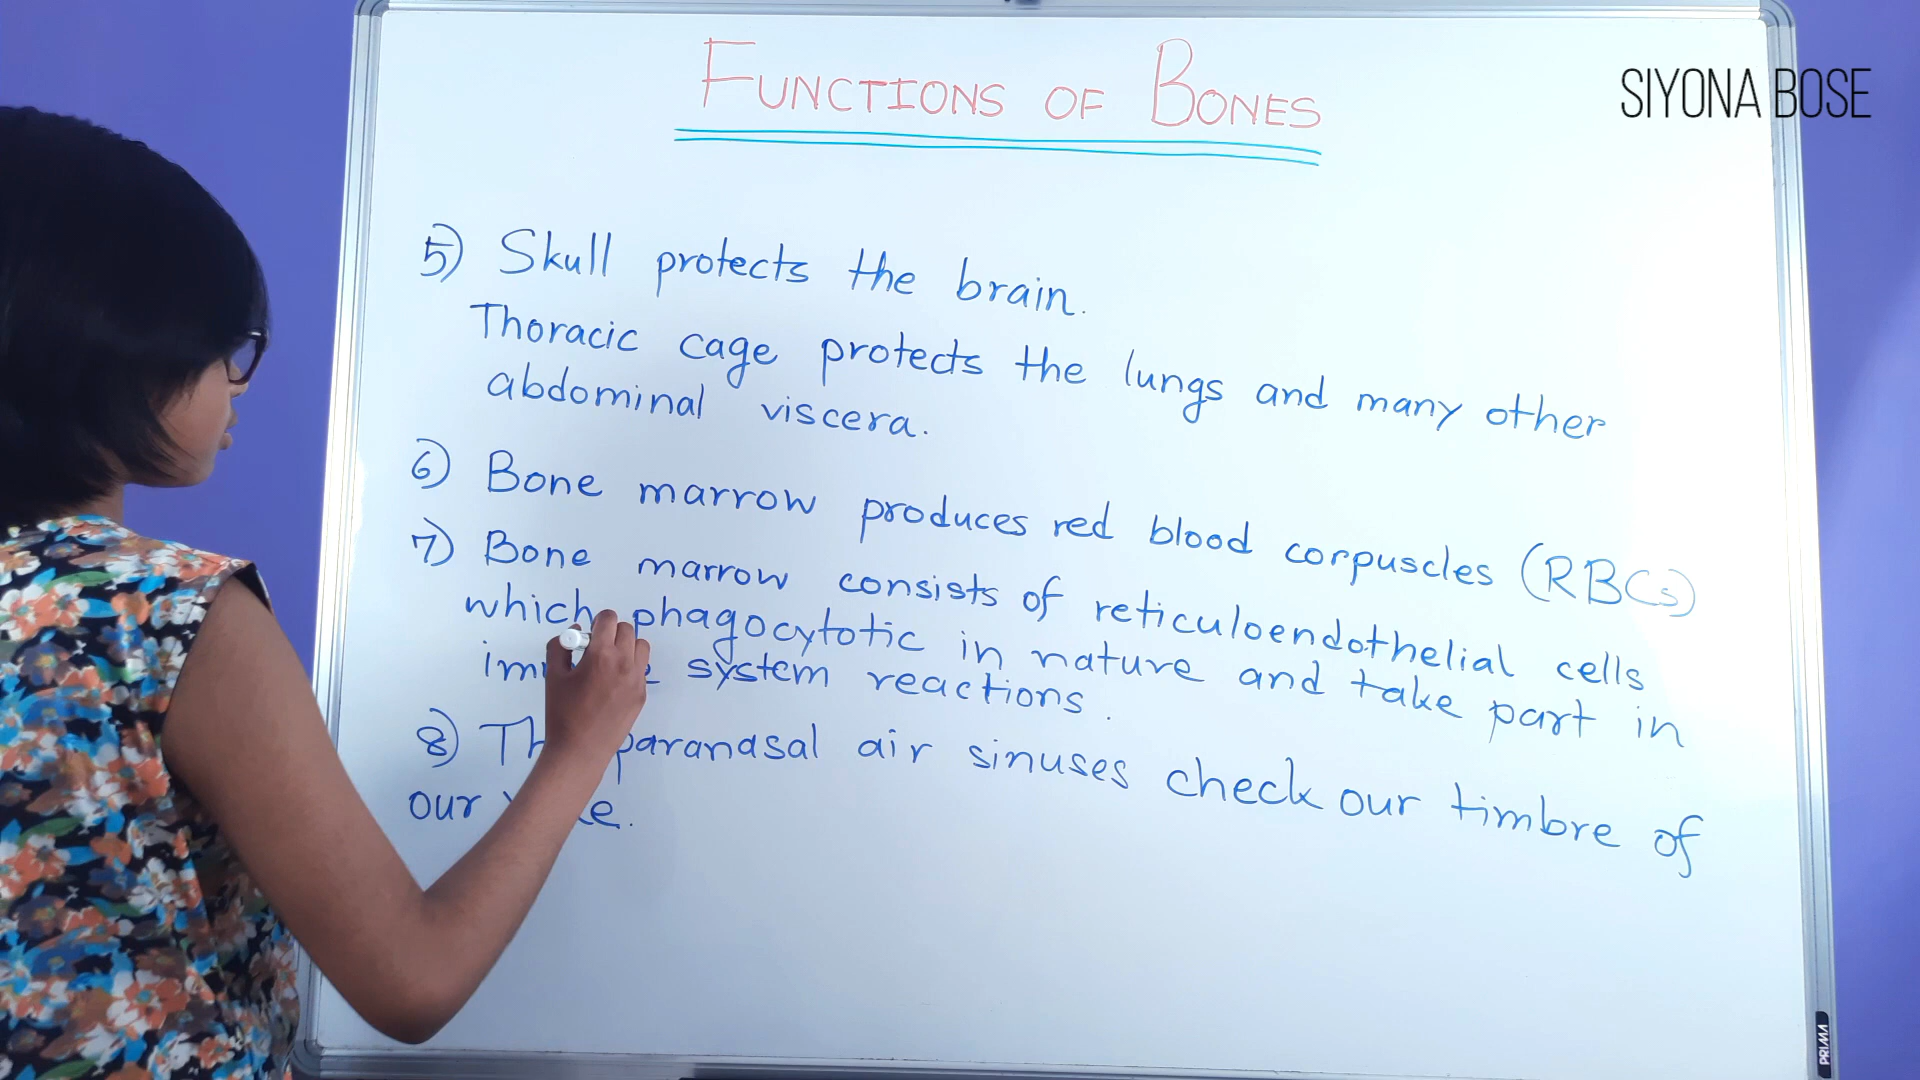 FUNCTIONS OF BONES
SIYONA BOSE
5) Skull protects the brain.
Thoracic cage protects the lungs and many other
abdominal viscera.
6) Bone marrow produces red blood corpuscles (RBCs)
7) Bone marrow consists of reticuloendothelial cells
which phagocytotic in nature and take part in
system reactions.
8) paranasal air sinuses check our timbre of
our
PRIMA